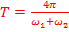 T = 4π / (ω₁+ω₂)